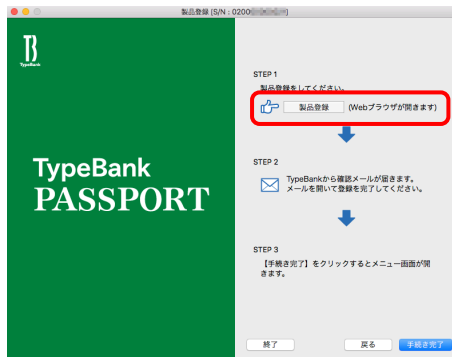 製品登録 [S/N : 0200
TB
TypeBank
TypeBank
PASSPORT
STEP 1
製品登録をしてください。
製品登録 (Webブラウザが開きます)
STEP 2
TypeBankから確認メールが届きます。
メールを開いて登録を完了してください。
STEP 3
【手続き完了】をクリックするとメニュー画面が開
きます。
終了 戻る 手続き完了